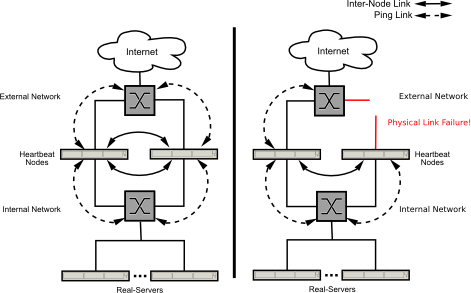 Inter-Node Link
Ping Link
Internet
External Network
Heartbeat
Nodes
Internal Network
Real-Servers
Internet
External Network
Physical Link Failure!
Heartbeat
Nodes
Internal Network
Real-Servers